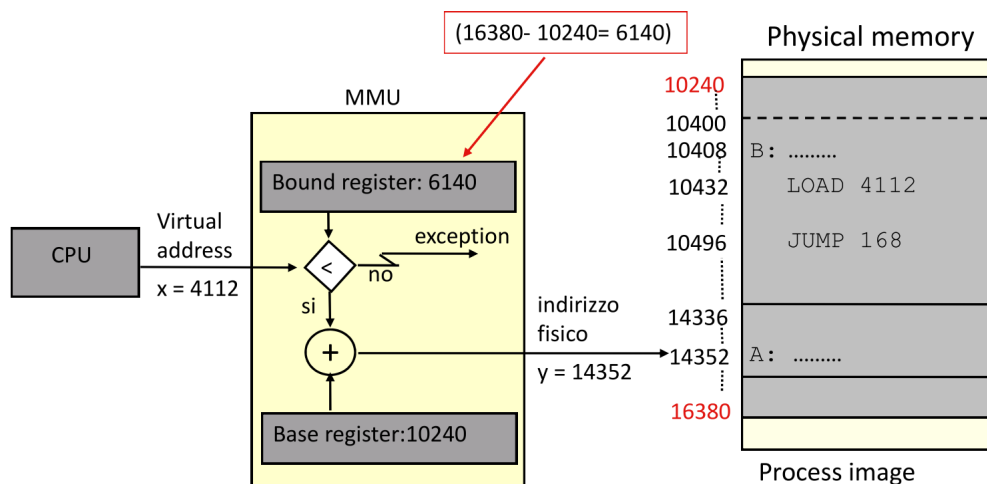 (16380- 10240= 6140)
Physical memory
MMU
10240
10400
10408
B: .........
Bound register: 6140
10432
LOAD 4112
Virtual
address
exception
10496
JUMP 168
CPU
<
no
x = 4112
si
indirizzo
fisico
14336
+
14352
A: .........
y = 14352
16380
Base register:10240
Process image